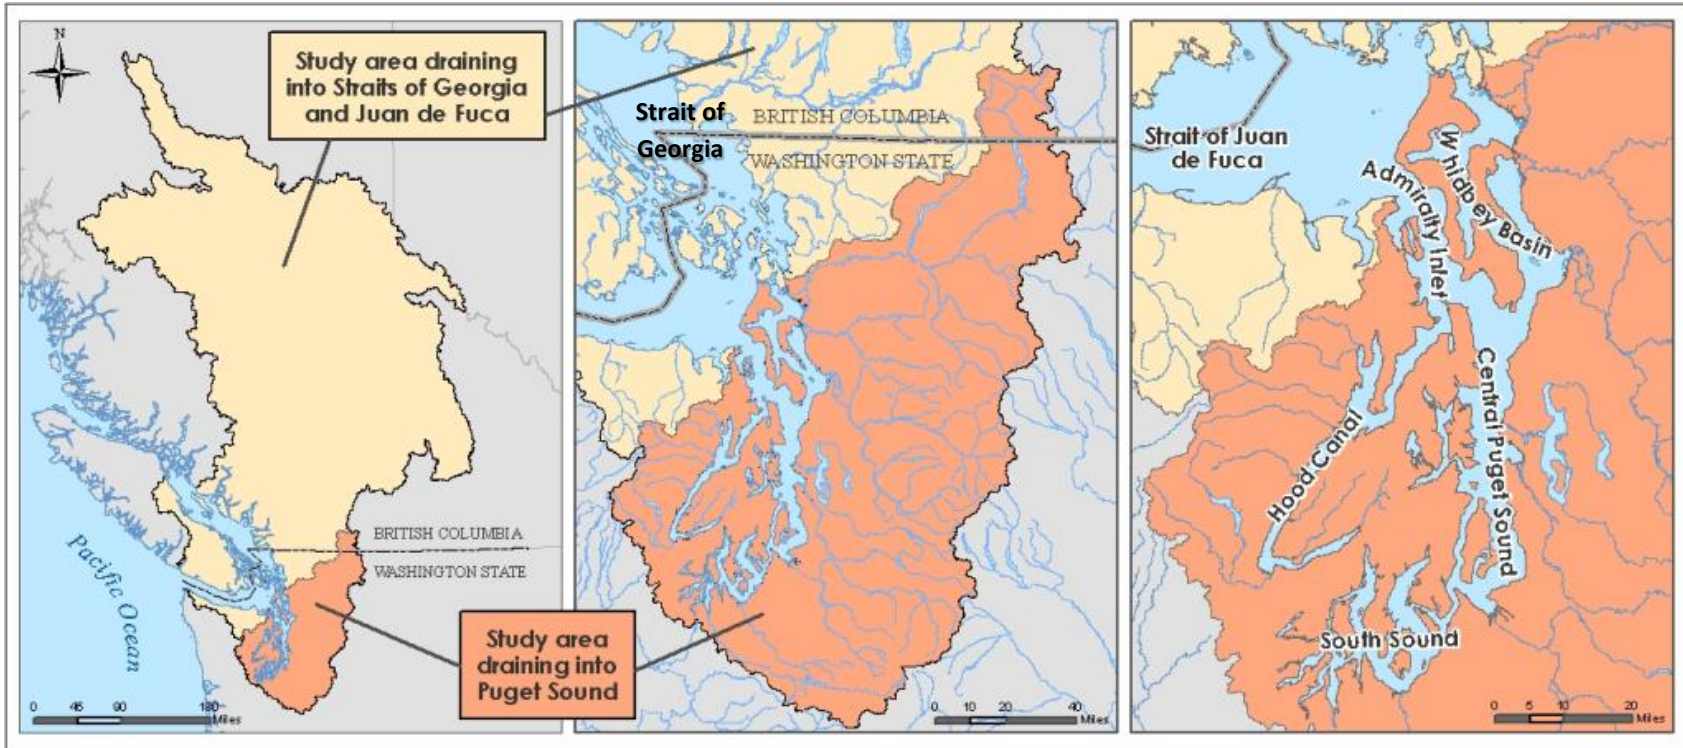 N
Study area draining
into Straits of Georgia
and Juan de Fuca
BRITISH COLUMBIA
WASHINGTON STATE
Pacific Ocean
0 45 90 180
Miles
Study area
draining into
Puget Sound
Strait of
Georgia
BRITISH COLUMBIA
WASHINGTON STATE
0 10 20 40
Miles
Strait of Juan
de Fuca
Admiralty Inlet
Whidbey Basin
Hood Canal
Central Puget Sound
South Sound
0 5 10 20
Miles